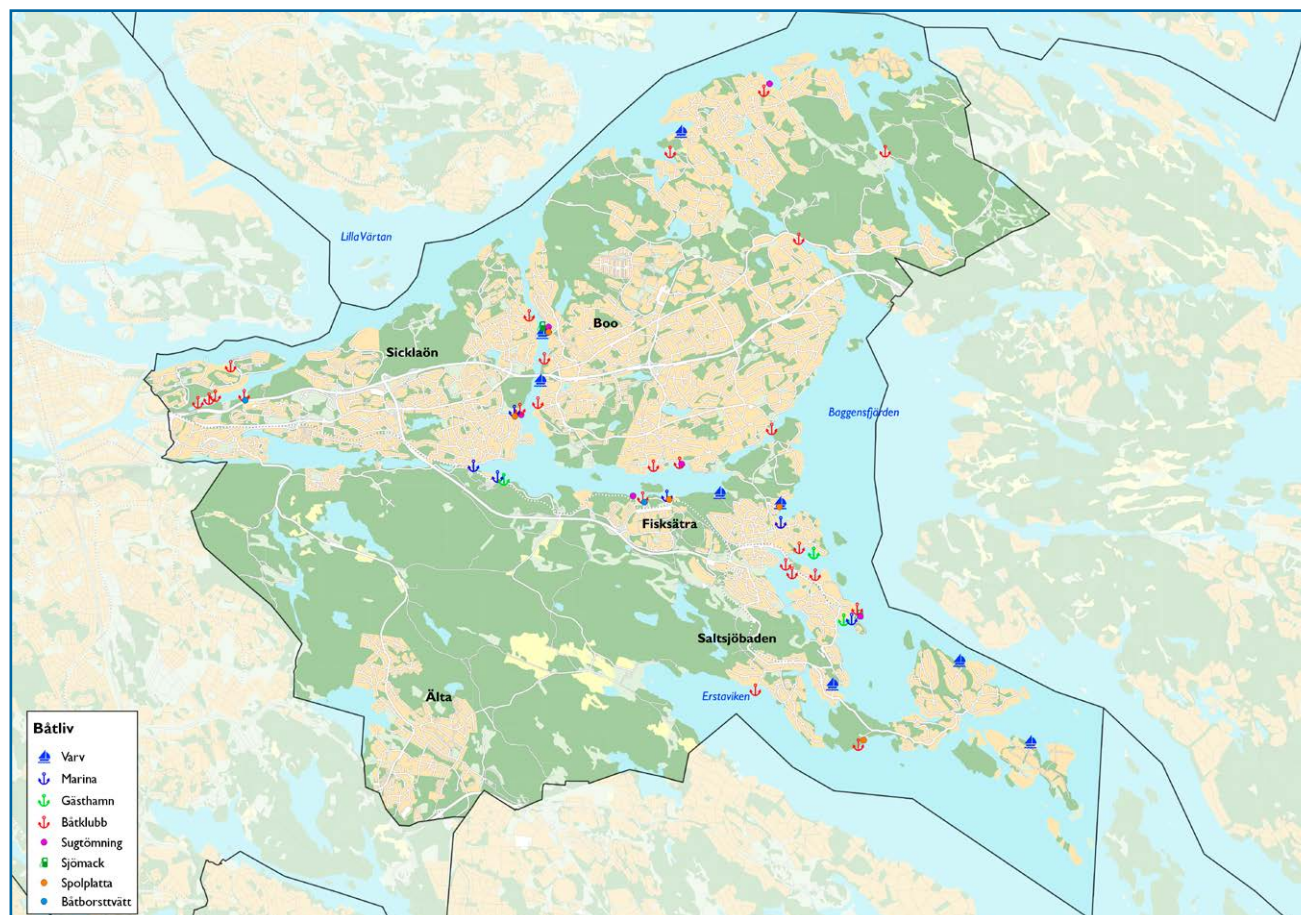 Lilla Värtan
Boo
Sicklaön
Baggensfjärden
Fisksätra
Saltsjöbaden
Erstaviken
Älta
Båtliv
Varv
Marina
Gästhamn
Båtklubb
Sugtömning
Sjömack
Spolplatta
Båtborsttvätt